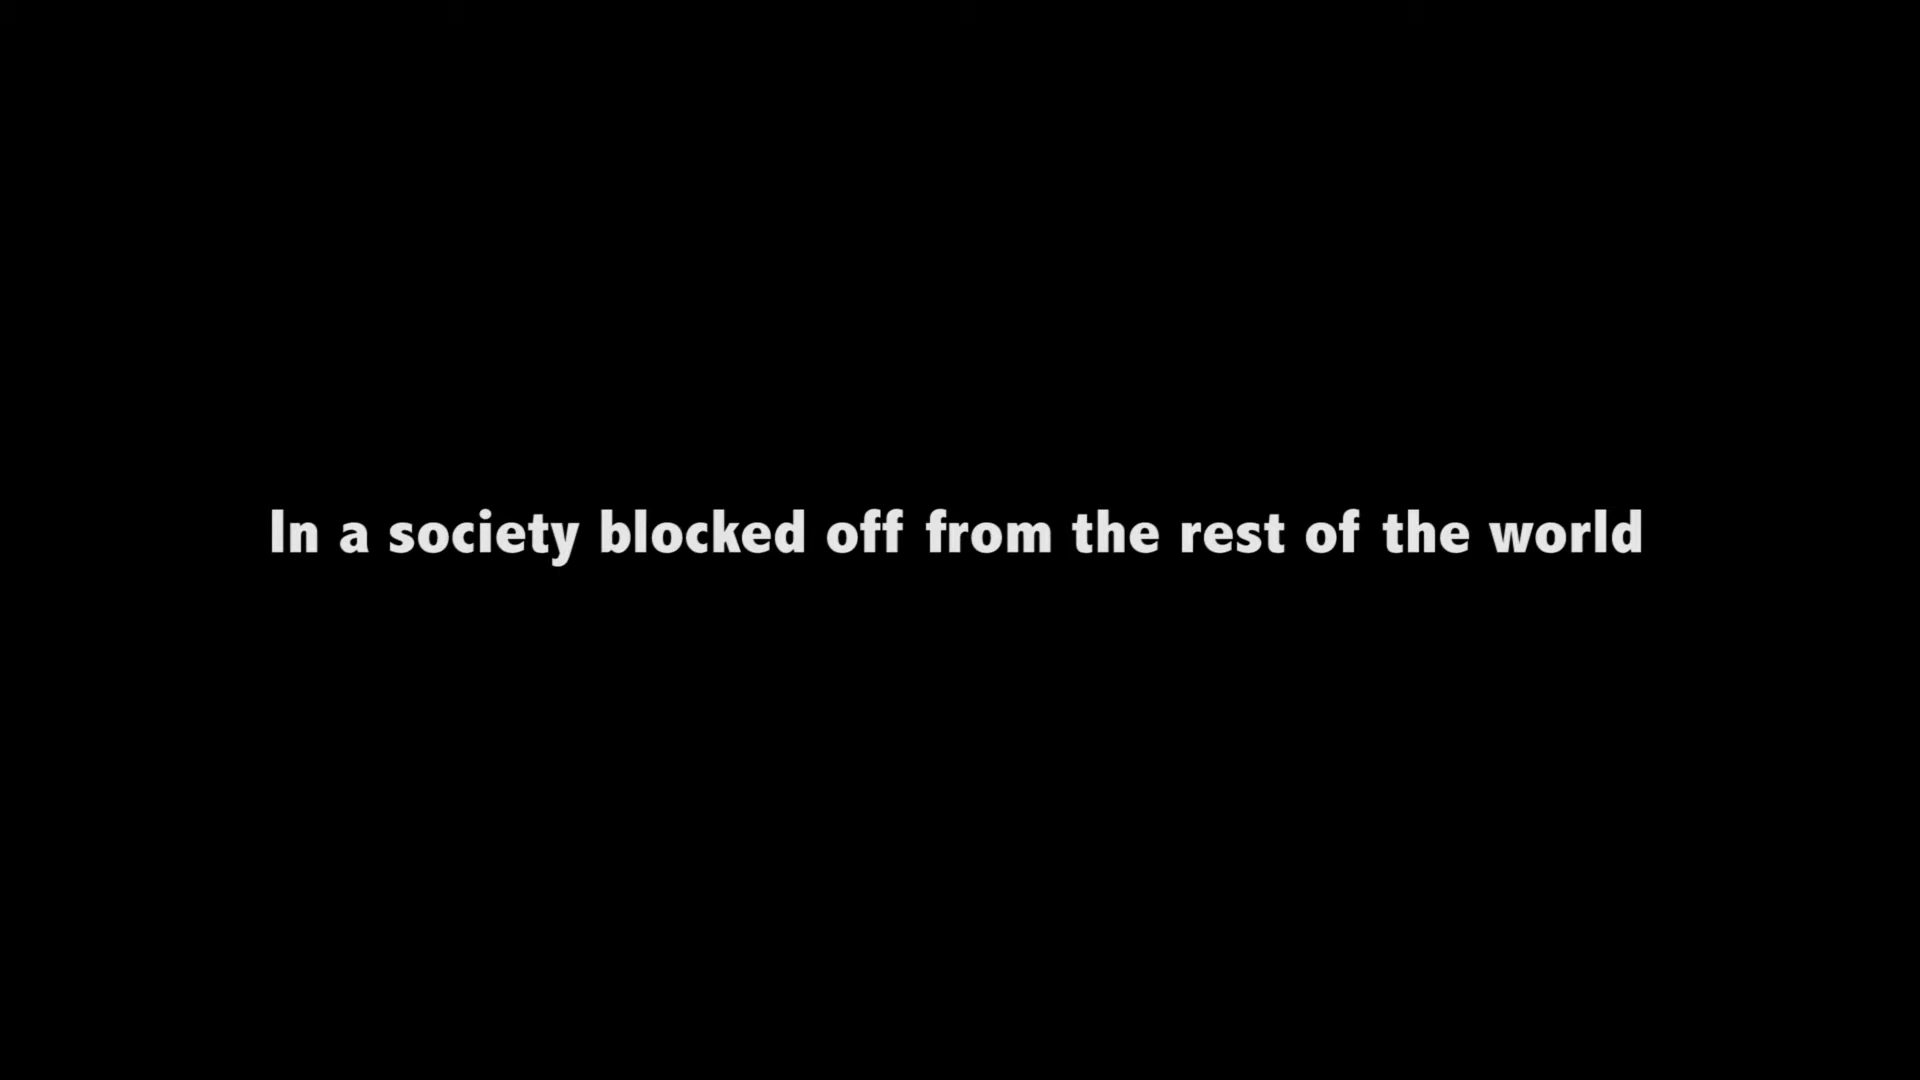 In a society blocked off from the rest of the world